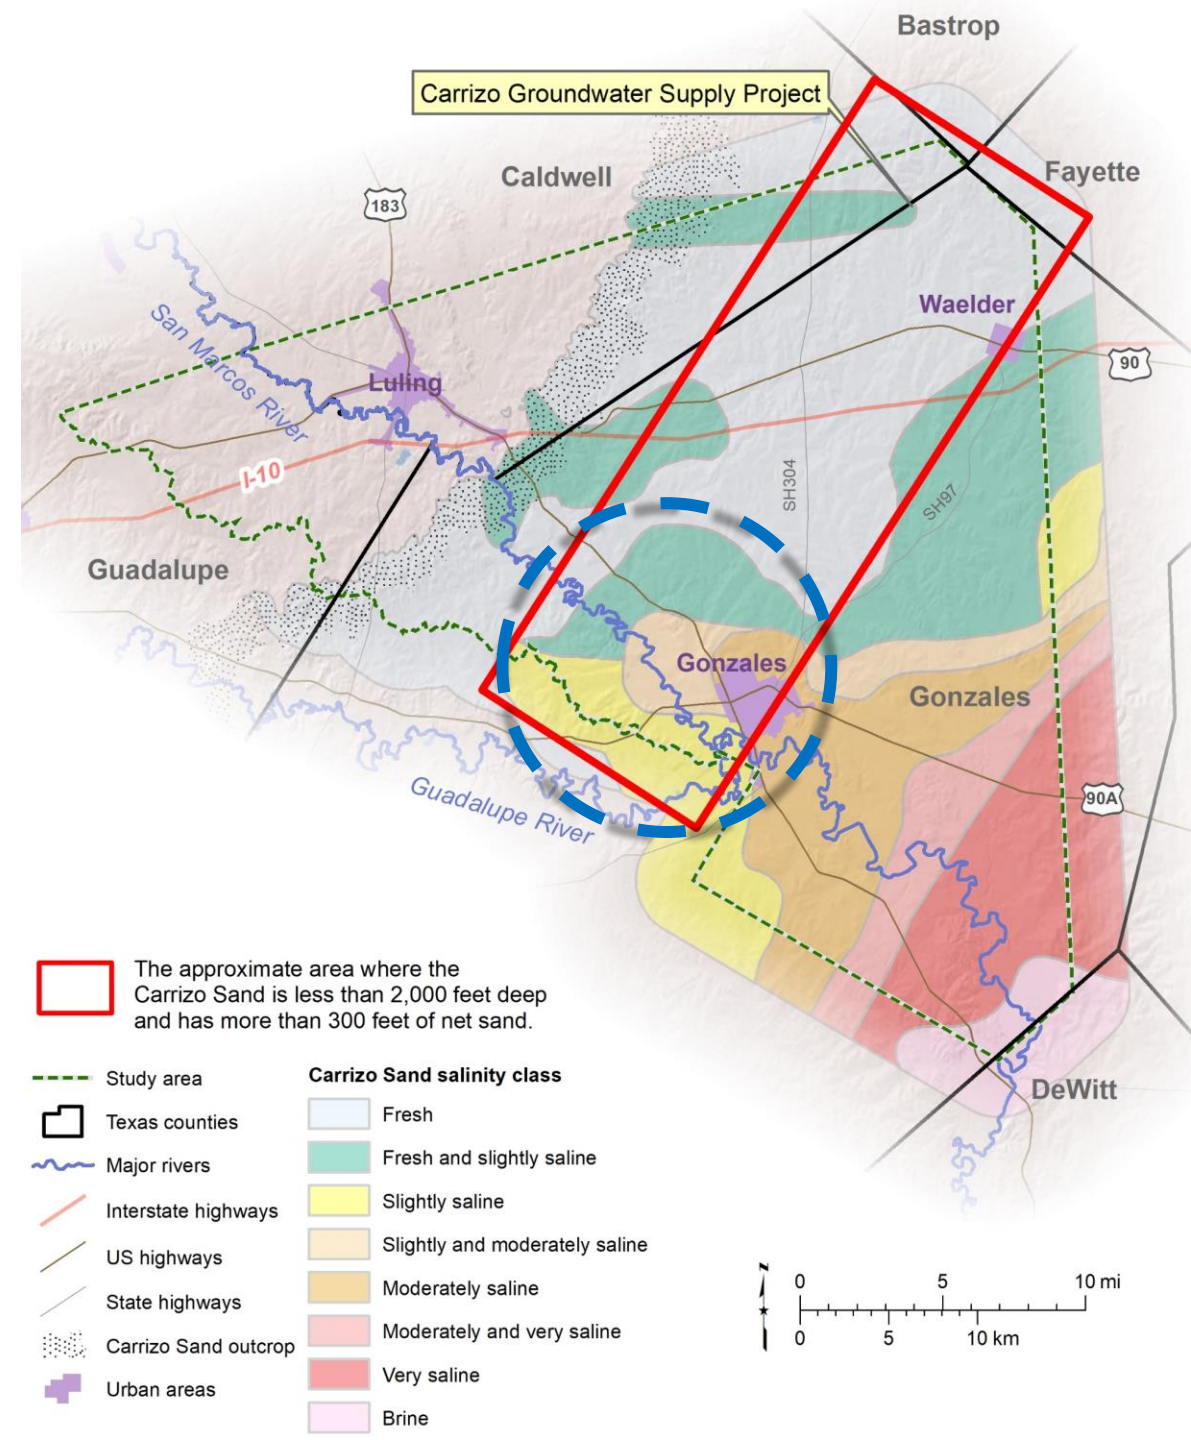 Bastrop
Carrizo Groundwater Supply Project
Caldwell
Fayette
183
San Marcos River
Waelder
90
Luling
I-10
SH304
SH97
Guadalupe
Gonzales
Gonzales
Guadalupe River
90A
The approximate area where the
Carrizo Sand is less than 2,000 feet deep
and has more than 300 feet of net sand.
DeWitt
Study area
Texas counties
Major rivers
Interstate highways
US highways
State highways
Carrizo Sand outcrop
Urban areas
Carrizo Sand salinity class
Fresh
Fresh and slightly saline
Slightly saline
Slightly and moderately saline
Moderately saline
Moderately and very saline
Very saline
Brine
N
0 5 10 mi
0 5 10 km